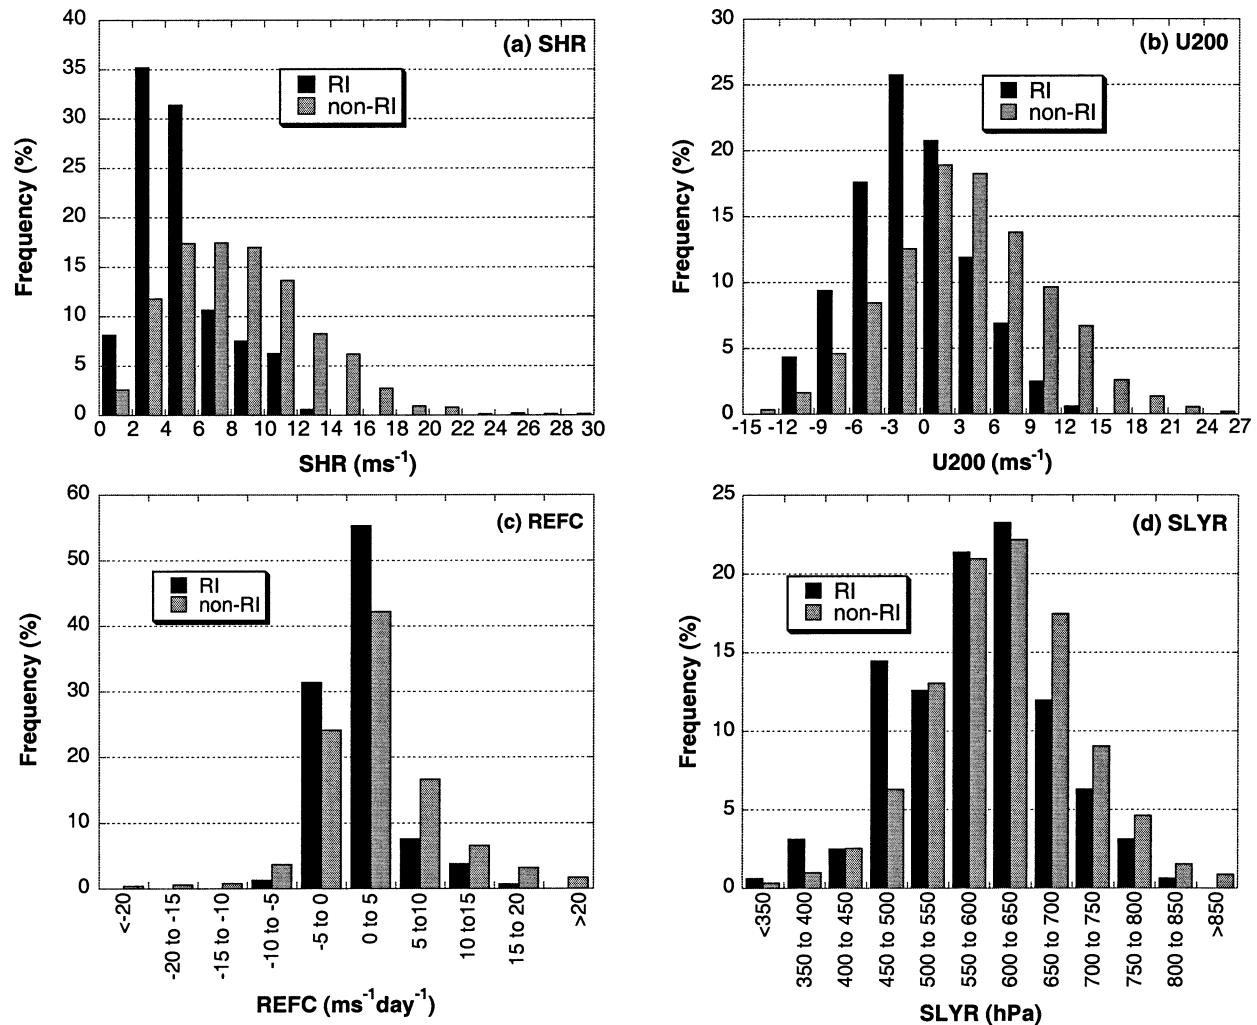 (a) SHR
RI
non-RI
40
35
30
25
20
15
10
5
0
Frequency (%)
0 2 4 6 8 10 12 14 16 18 20 22 24 26 28 30
SHR (ms⁻¹)
(b) U200
RI
non-RI
30
25
20
15
10
5
0
Frequency (%)
-15 -12 -9 -6 -3 0 3 6 9 12 15 18 21 24 27
U200 (ms⁻¹)
(c) REFC
RI
non-RI
60
50
40
30
20
10
0
Frequency (%)
<-20
-20 to -15
-15 to -10
-10 to -5
-5 to 0
0 to 5
5 to10
10 to15
15 to 20
>20
REFC (ms⁻¹day⁻¹)
(d) SLYR
RI
non-RI
25
20
15
10
5
0
Frequency (%)
<350
350 to 400
400 to 450
450 to 500
500 to 550
550 to 600
600 to 650
650 to 700
700 to 750
750 to 800
800 to 850
>850
SLYR (hPa)